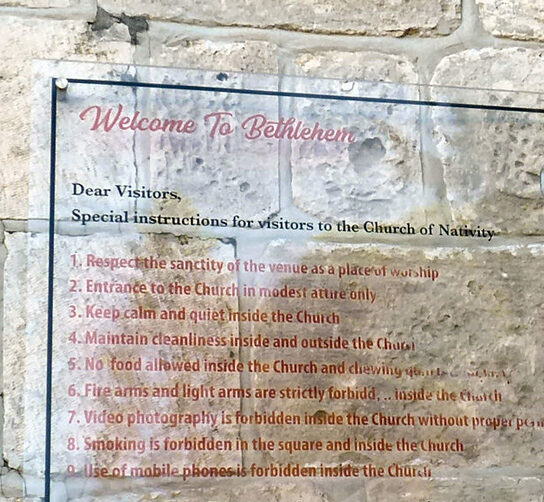 Welcome To Bethlehem
Dear Visitors,
Special instructions for visitors to the Church of Nativity
1. Respect the sanctity of the venue as a place of worship
2. Entrance to the Church in modest attire only
3. Keep calm and quiet inside the Church
4. Maintain cleanliness inside and outside the Church
5. No food allowed inside the Church and chewing
6. Fire arms and light arms are strictly inside the Church
7. Video photography is forbidden inside the Church without proper
8. Smoking is forbidden in the square and inside the Church
9. Use of mobile phones is forbidden inside the Church